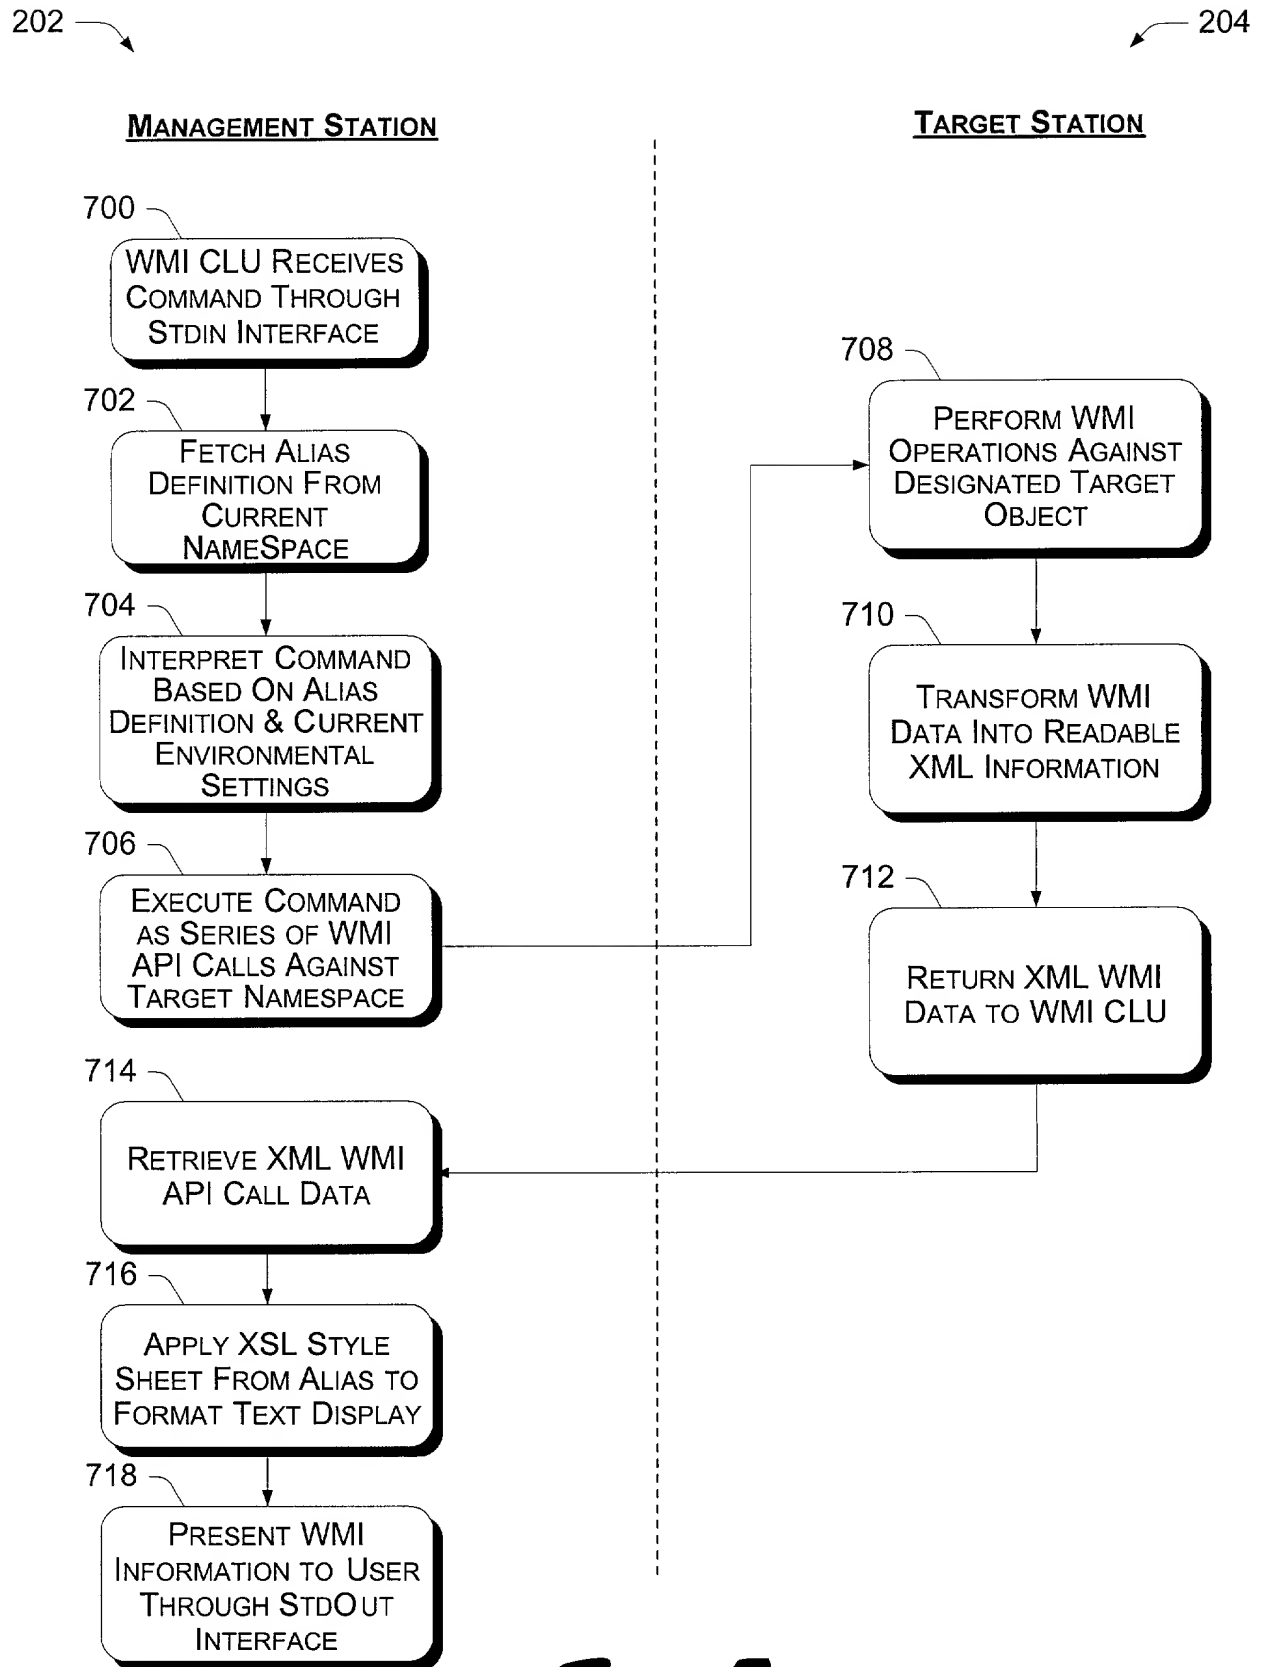 202
204
MANAGEMENT STATION
TARGET STATION
700
WMI CLU RECEIVES
COMMAND THROUGH
STDIN INTERFACE
702
FETCH ALIAS
DEFINITION FROM
CURRENT
NAMESPACE
704
INTERPRET COMMAND
BASED ON ALIAS
DEFINITION & CURRENT
ENVIRONMENTAL
SETTINGS
706
EXECUTE COMMAND
AS SERIES OF WMI
API CALLS AGAINST
TARGET NAMESPACE
708
PERFORM WMI
OPERATIONS AGAINST
DESIGNATED TARGET
OBJECT
710
TRANSFORM WMI
DATA INTO READABLE
XML INFORMATION
712
RETURN XML WMI
DATA TO WMI CLU
714
RETRIEVE XML WMI
API CALL DATA
716
APPLY XSL STYLE
SHEET FROM ALIAS TO
FORMAT TEXT DISPLAY
718
PRESENT WMI
INFORMATION TO USER
THROUGH STDOUT
INTERFACE